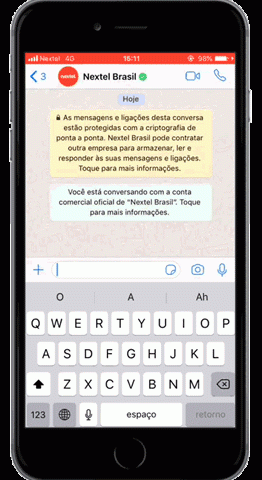 Nextel 4G 15:11 98%
3 nextel Nextel Brasil
Hoje
As mensagens e ligações desta conversa
estão protegidas com a criptografia de
ponta a ponta. Nextel Brasil pode contratar
outra empresa para armazenar, ler e
responder às suas mensagens e ligações.
Toque para mais informações.
Você está conversando com a conta
comercial oficial de "Nextel Brasil". Toque
para mais informações.
O A Ah
Q W E R T Y U I O P
A S D F G H J K L
Z X C V B N M
123 espaço retorno